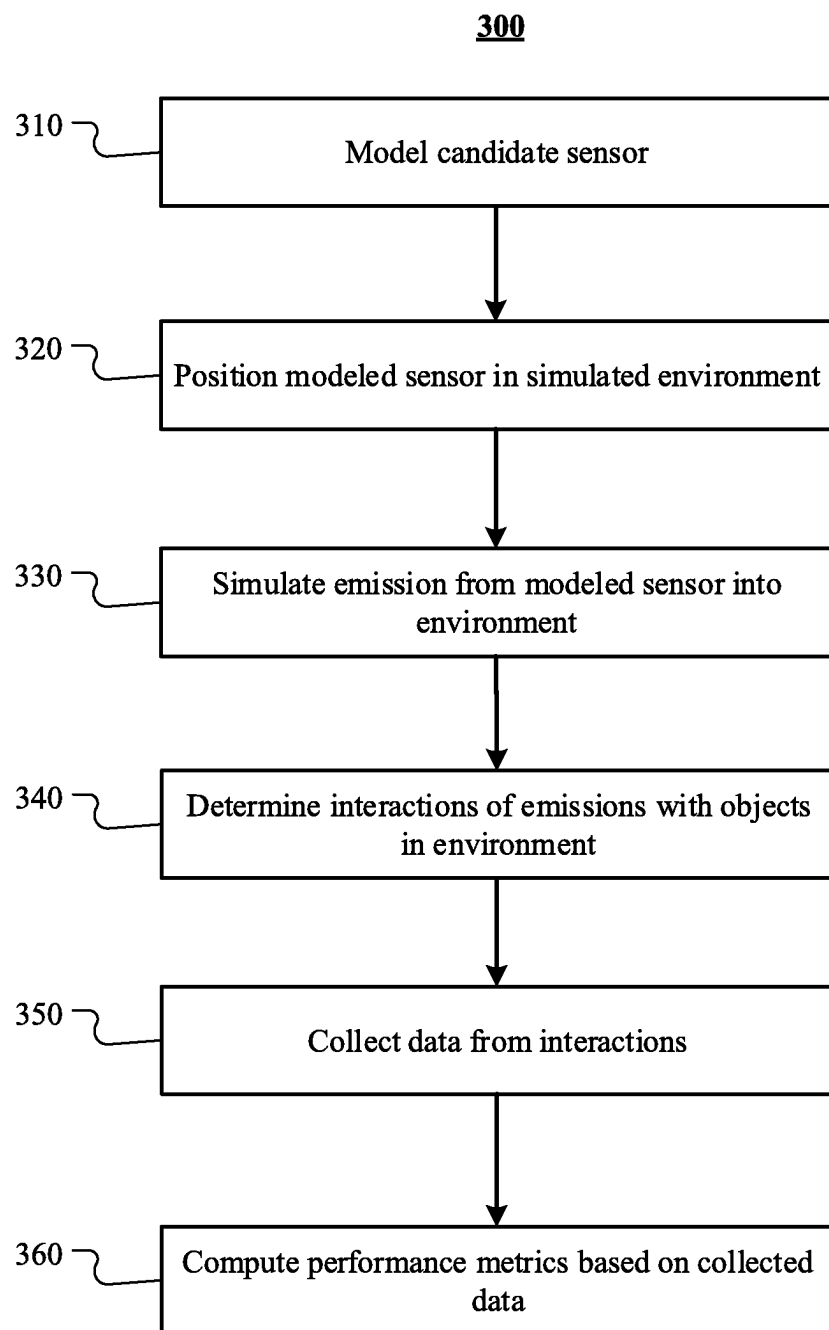 300
310
Model candidate sensor
320
Position modeled sensor in simulated environment
330
Simulate emission from modeled sensor into
environment
340
Determine interactions of emissions with objects
in environment
350
Collect data from interactions
360
Compute performance metrics based on collected
data